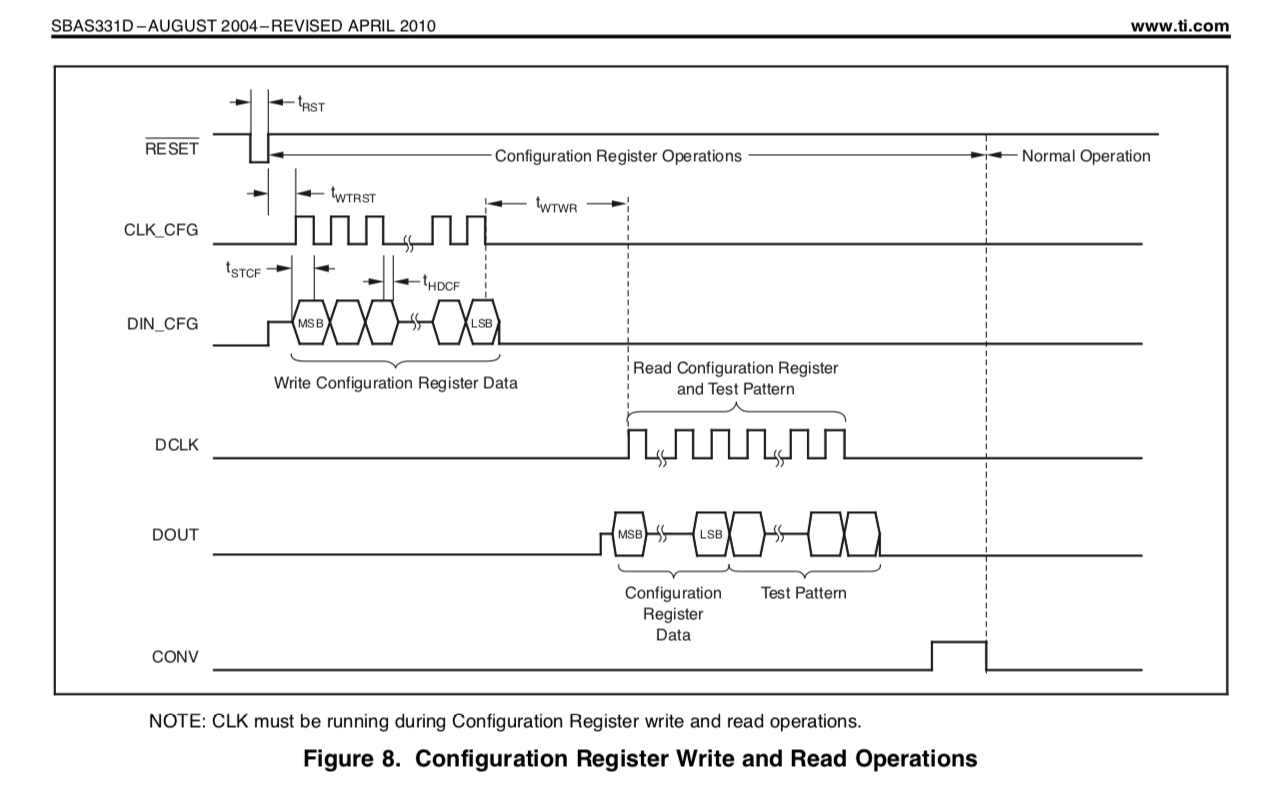 SBAS331D–AUGUST 2004–REVISED APRIL 2010
www.ti.com
tRST
RESET
Configuration Register Operations
Normal Operation
tWTRST
tWTWR
CLK_CFG
tSTCF
tHDCF
DIN_CFG
MSB
LSB
Write Configuration Register Data
Read Configuration Register
and Test Pattern
DCLK
DOUT
MSB
LSB
Configuration
Register
Data
Test Pattern
CONV
NOTE: CLK must be running during Configuration Register write and read operations.
Figure 8. Configuration Register Write and Read Operations